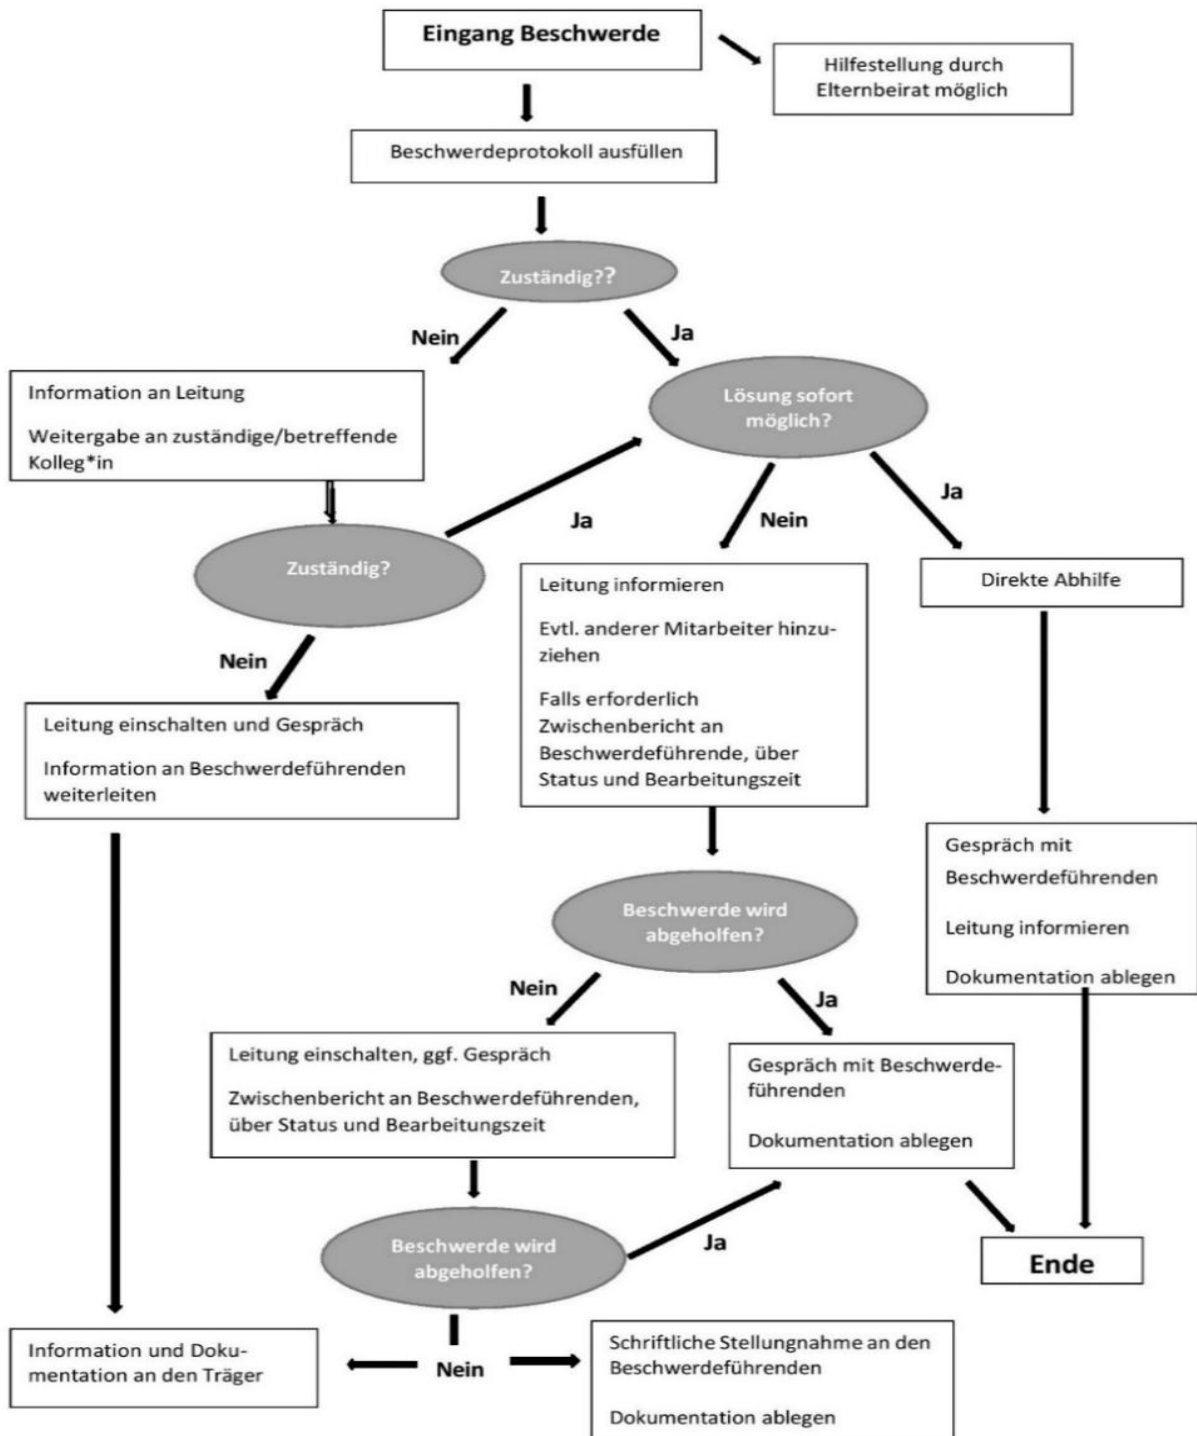 Eingang Beschwerde
Hilfestellung durch
Elternbeirat möglich
Beschwerdeprotokoll ausfüllen
Zuständig??
Nein
Ja
Information an Leitung
Weitergabe an zuständige/betreffende
Kolleg*in
Lösung sofort
möglich?
Ja
Nein
Ja
Zuständig?
Nein
Leitung informieren
Evtl. anderer Mitarbeiter hinzu-
ziehen
Falls erforderlich
Zwischenbericht an
Beschwerdeführende, über
Status und Bearbeitungszeit
Direkte Abhilfe
Leitung einschalten und Gespräch
Information an Beschwerdeführenden
weiterleiten
Gespräch mit
Beschwerdeführenden
Leitung informieren
Dokumentation ablegen
Beschwerde wird
abgeholfen?
Nein
Ja
Leitung einschalten, ggf. Gespräch
Zwischenbericht an Beschwerdeführenden,
über Status und Bearbeitungszeit
Gespräch mit Beschwerde-
führenden
Dokumentation ablegen
Beschwerde wird
abgeholfen?
Ja
Ende
Nein
Information und Doku-
mentation an den Träger
Schriftliche Stellungnahme an den
Beschwerdeführenden
Dokumentation ablegen